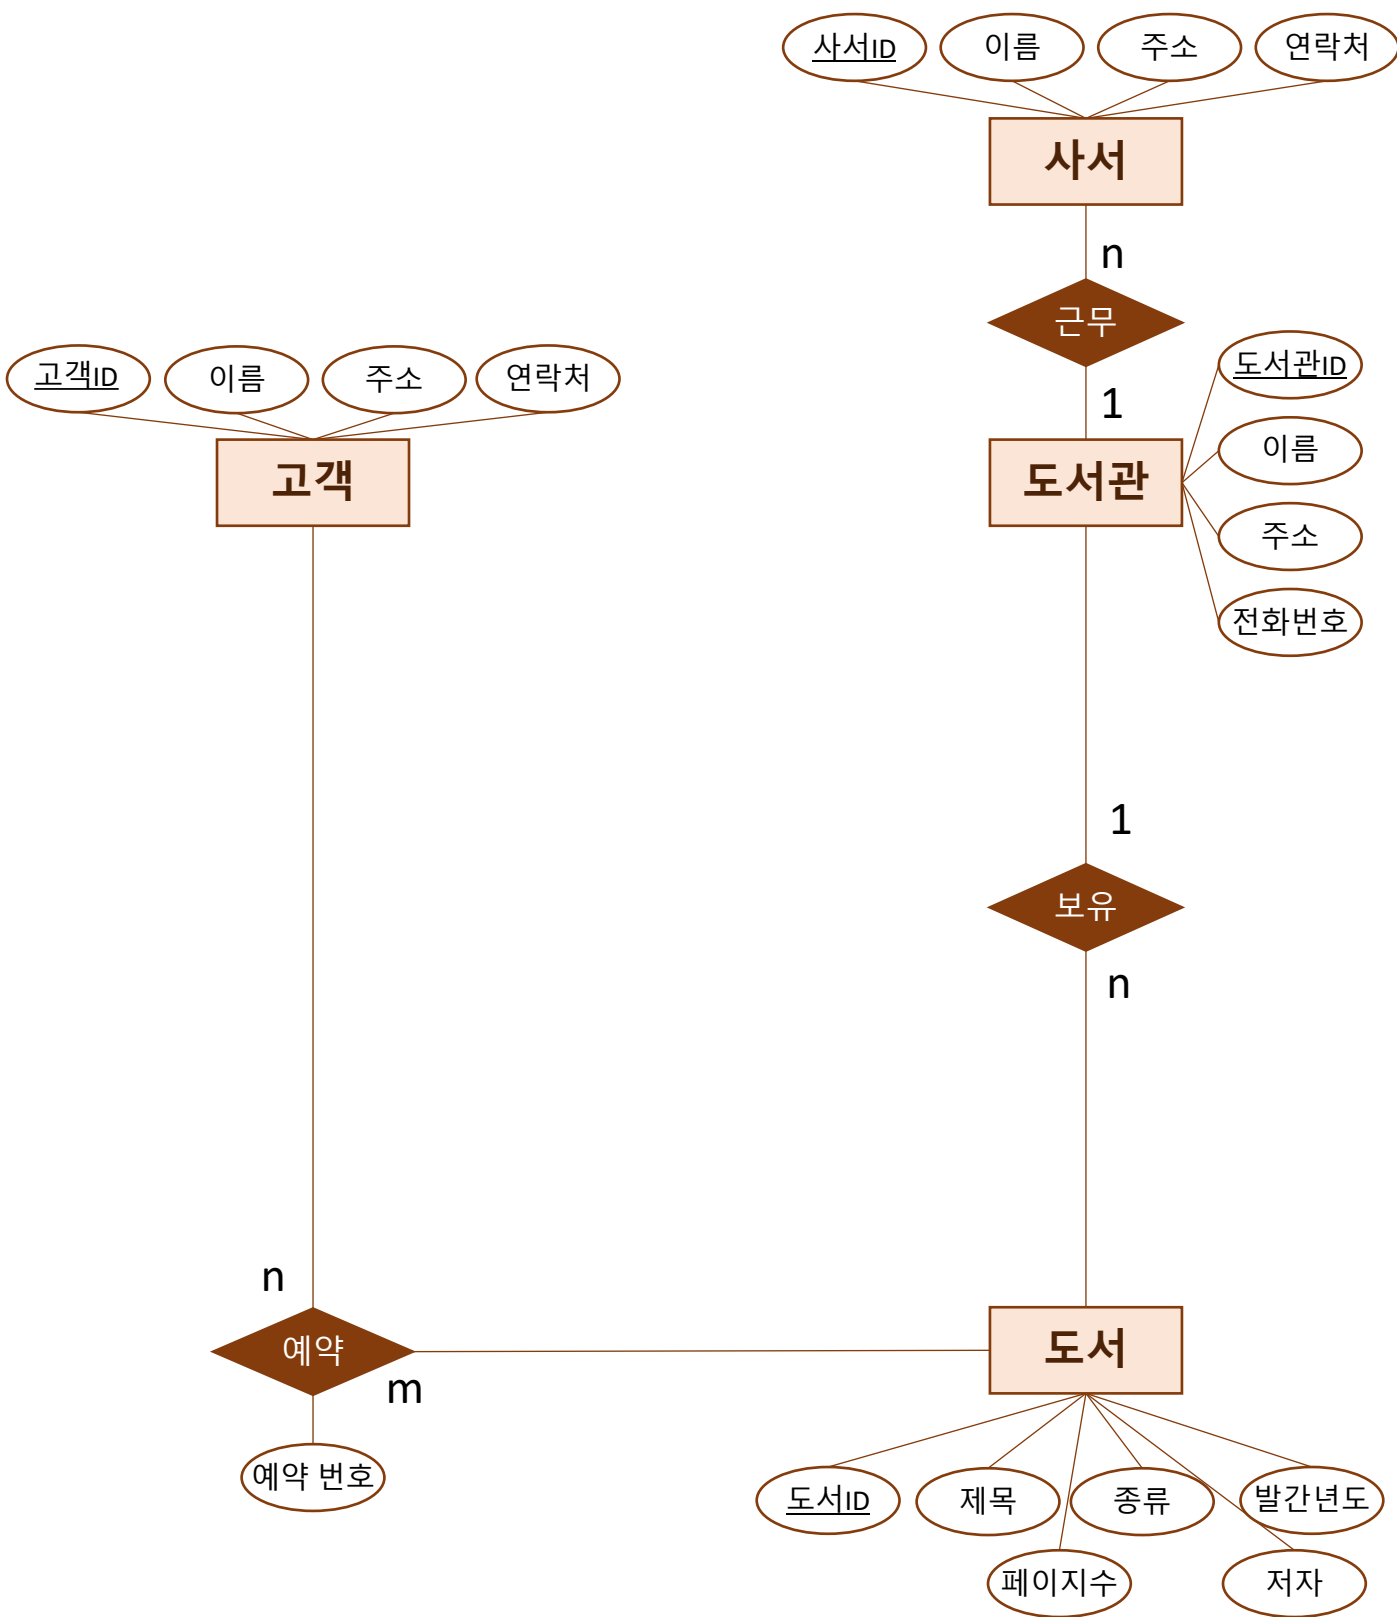 사서ID
이름
주소
연락처
사서
n
근무
1
고객ID
이름
주소
연락처
고객
도서관
도서관ID
이름
주소
전화번호
1
보유
n
n
예약
m
예약 번호
도서
도서ID
제목
종류
발간년도
페이지수
저자